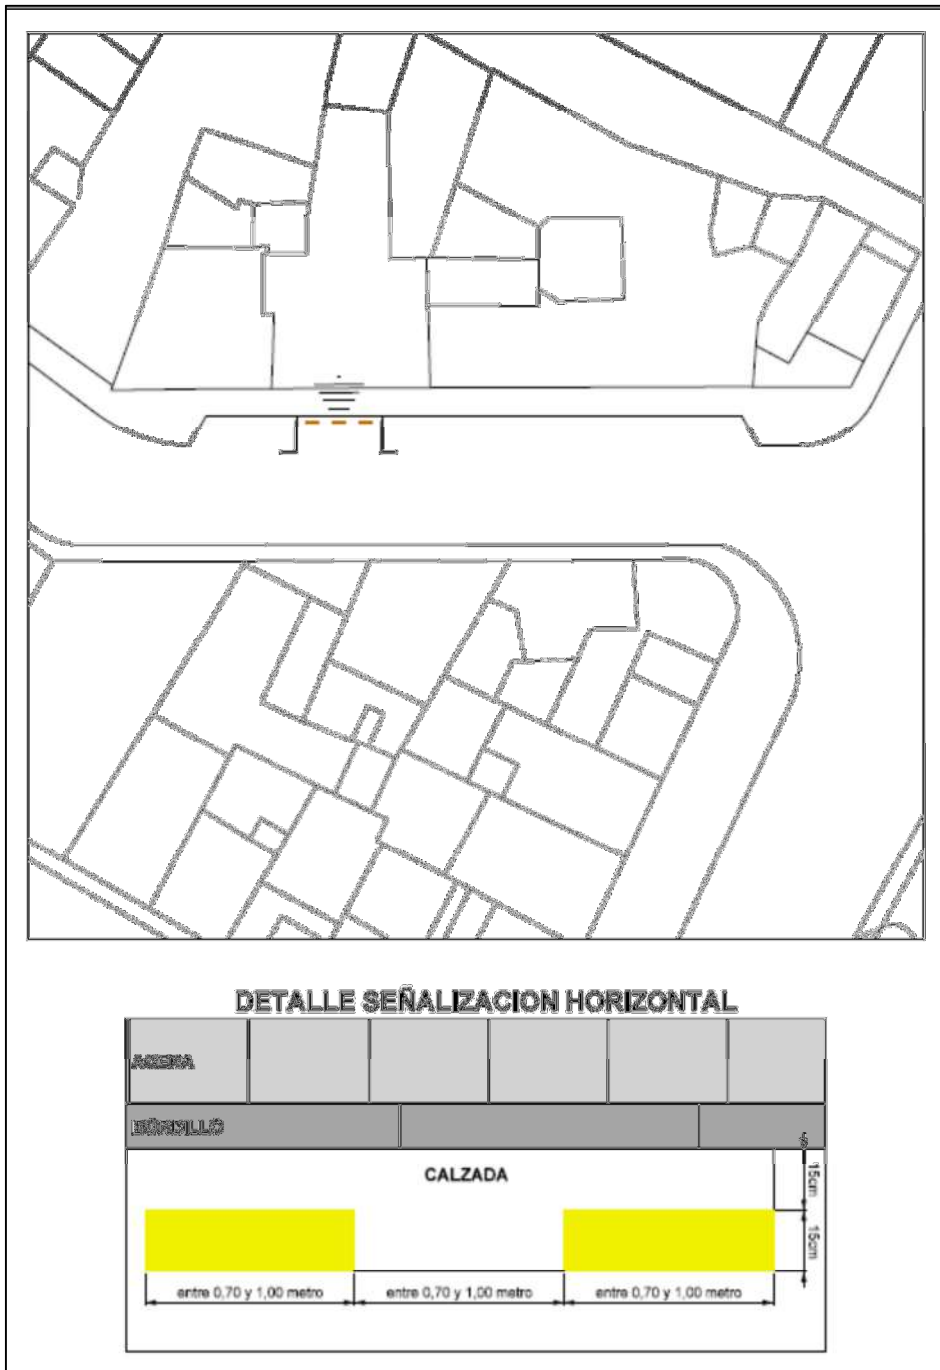 DETALLE SEÑALIZACION HORIZONTAL
ACERA
BORDILLO
CALZADA
15cm
15cm
entre 0,70 y 1,00 metro
entre 0,70 y 1,00 metro
entre 0,70 y 1,00 metro